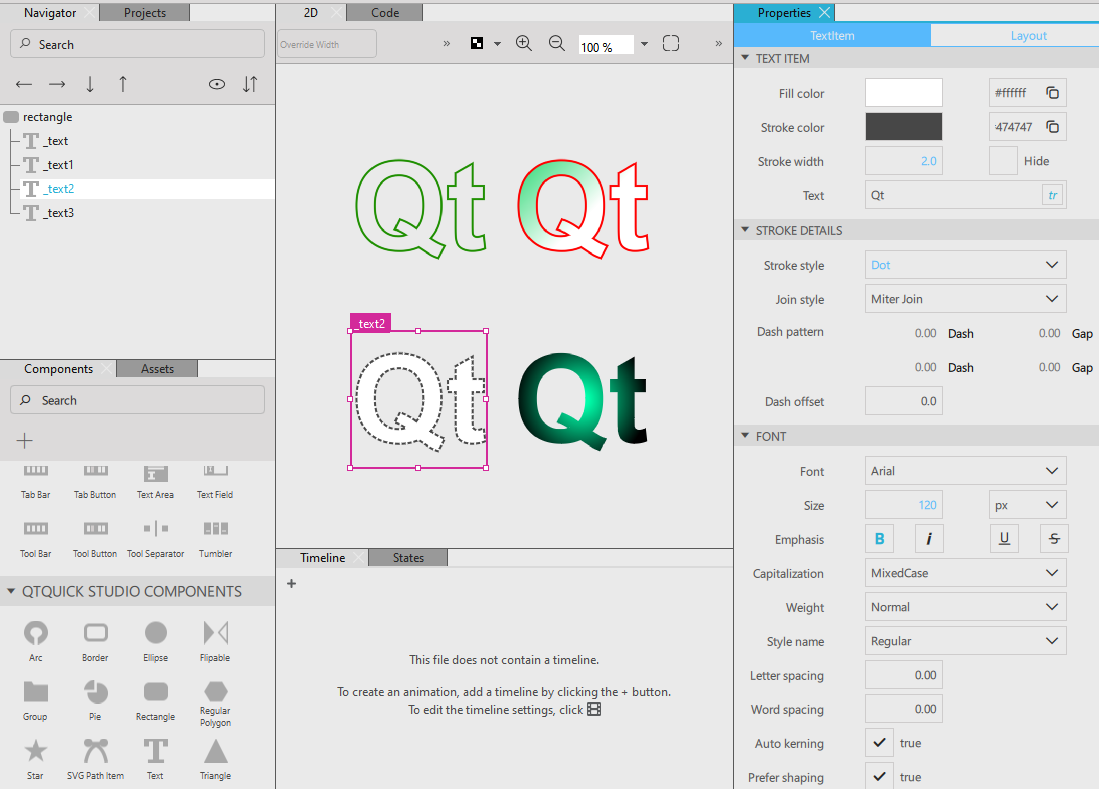 Navigator
Projects
Search
rectangle
_text
_text1
_text2
_text3
Components
Assets
Search
Tab Bar Tab Button Text Area Text Field
Tool Bar Tool Button Tool Separator Tumbler
QTQUICK STUDIO COMPONENTS
Arc Border Ellipse Flipable
Group Pie Rectangle Regular
Polygon
Star SVG Path Item Text Triangle
2D
Code
Override Width
»
100 %
»
Qt Qt
_text2
Qt Qt
Timeline
States
+
This file does not contain a timeline.
To create an animation, add a timeline by clicking the + button.
To edit the timeline settings, click
Properties
TextItem
Layout
TEXT ITEM
Fill color #ffffff
Stroke color 474747
Stroke width 2.0 Hide
Text Qt tr
STROKE DETAILS
Stroke style Dot
Join style Miter Join
Dash pattern 0.00 Dash 0.00 Gap
0.00 Dash 0.00 Gap
Dash offset 0.0
FONT
Font Arial
Size 120 px
Emphasis B i U S
Capitalization MixedCase
Weight Normal
Style name Regular
Letter spacing 0.00
Word spacing 0.00
Auto kerning true
Prefer shaping true